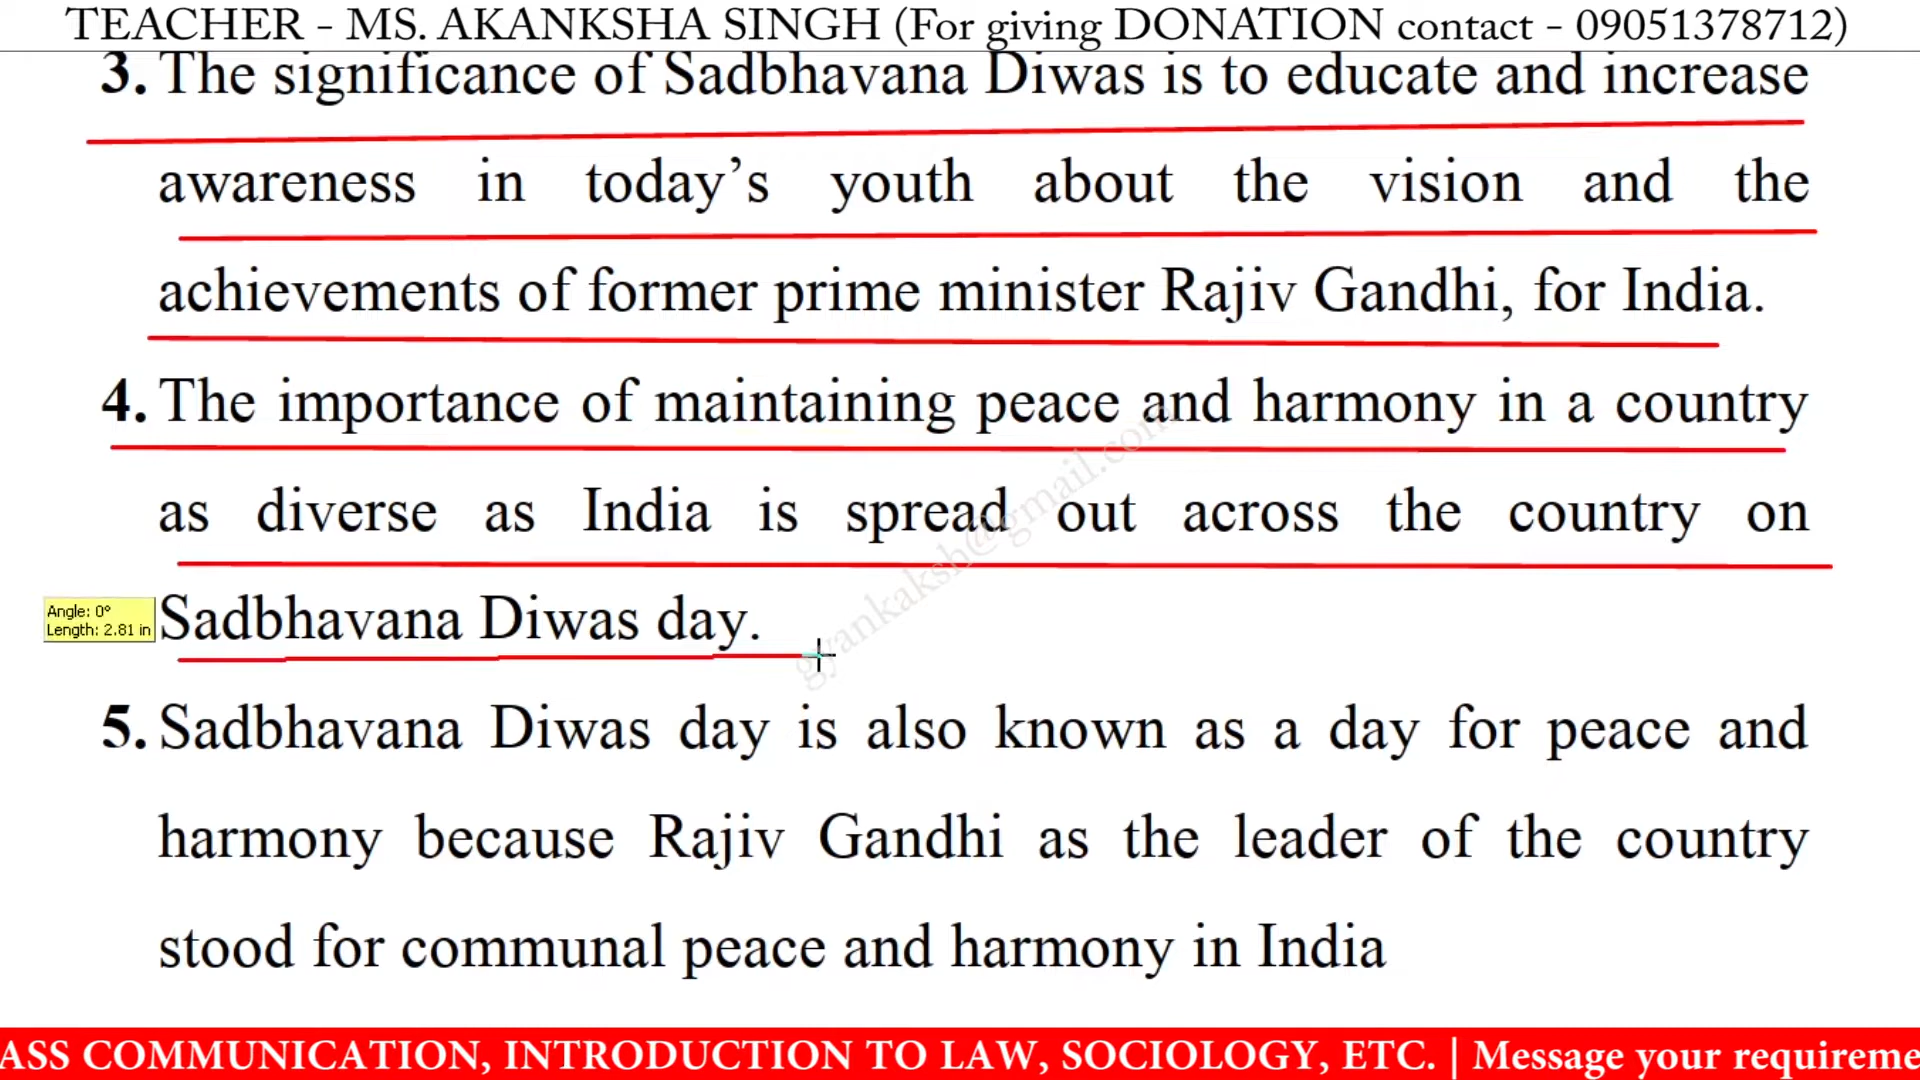 TEACHER - MS. AKANKSHA SINGH (For giving DONATION contact - 09051378712)
3. The significance of Sadbhavana Diwas is to educate and increase
awareness in today’s youth about the vision and the
achievements of former prime minister Rajiv Gandhi, for India.
4. The importance of maintaining peace and harmony in a country
as diverse as India is spread out across the country on
Angle: 0°
Length: 2.81 in
Sadbhavana Diwas day.
gyankaksh@gmail.com
5. Sadbhavana Diwas day is also known as a day for peace and
harmony because Rajiv Gandhi as the leader of the country
stood for communal peace and harmony in India
ASS COMMUNICATION, INTRODUCTION TO LAW, SOCIOLOGY, ETC. | Message your requireme